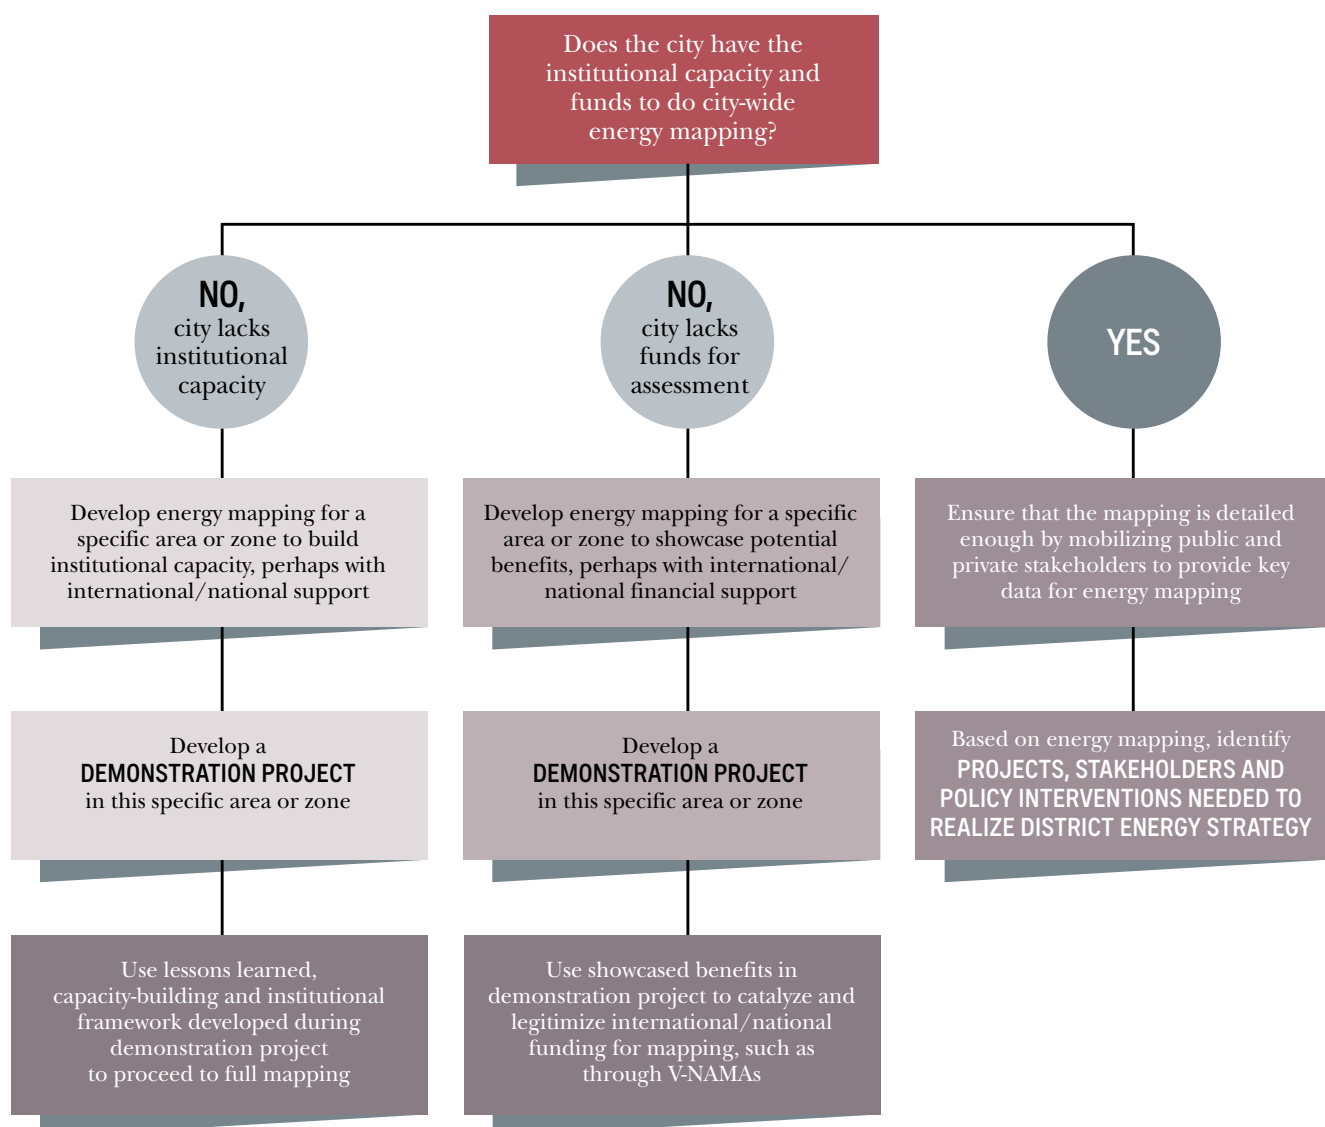 Does the city have the
institutional capacity and
funds to do city-wide
energy mapping?
NO,
city lacks
institutional
capacity
NO,
city lacks
funds for
assessment
YES
Develop energy mapping for a
specific area or zone to build
institutional capacity, perhaps with
international/national support
Develop energy mapping for a specific
area or zone to showcase potential
benefits, perhaps with international/
national financial support
Ensure that the mapping is detailed
enough by mobilizing public and
private stakeholders to provide key
data for energy mapping
Develop a
DEMONSTRATION PROJECT
in this specific area or zone
Develop a
DEMONSTRATION PROJECT
in this specific area or zone
Based on energy mapping, identify
PROJECTS, STAKEHOLDERS AND
POLICY INTERVENTIONS NEEDED TO
REALIZE DISTRICT ENERGY STRATEGY
Use lessons learned,
capacity-building and institutional
framework developed during
demonstration project
to proceed to full mapping
Use showcased benefits in
demonstration project to catalyze and
legitimize international/national
funding for mapping, such as
through V-NAMAs